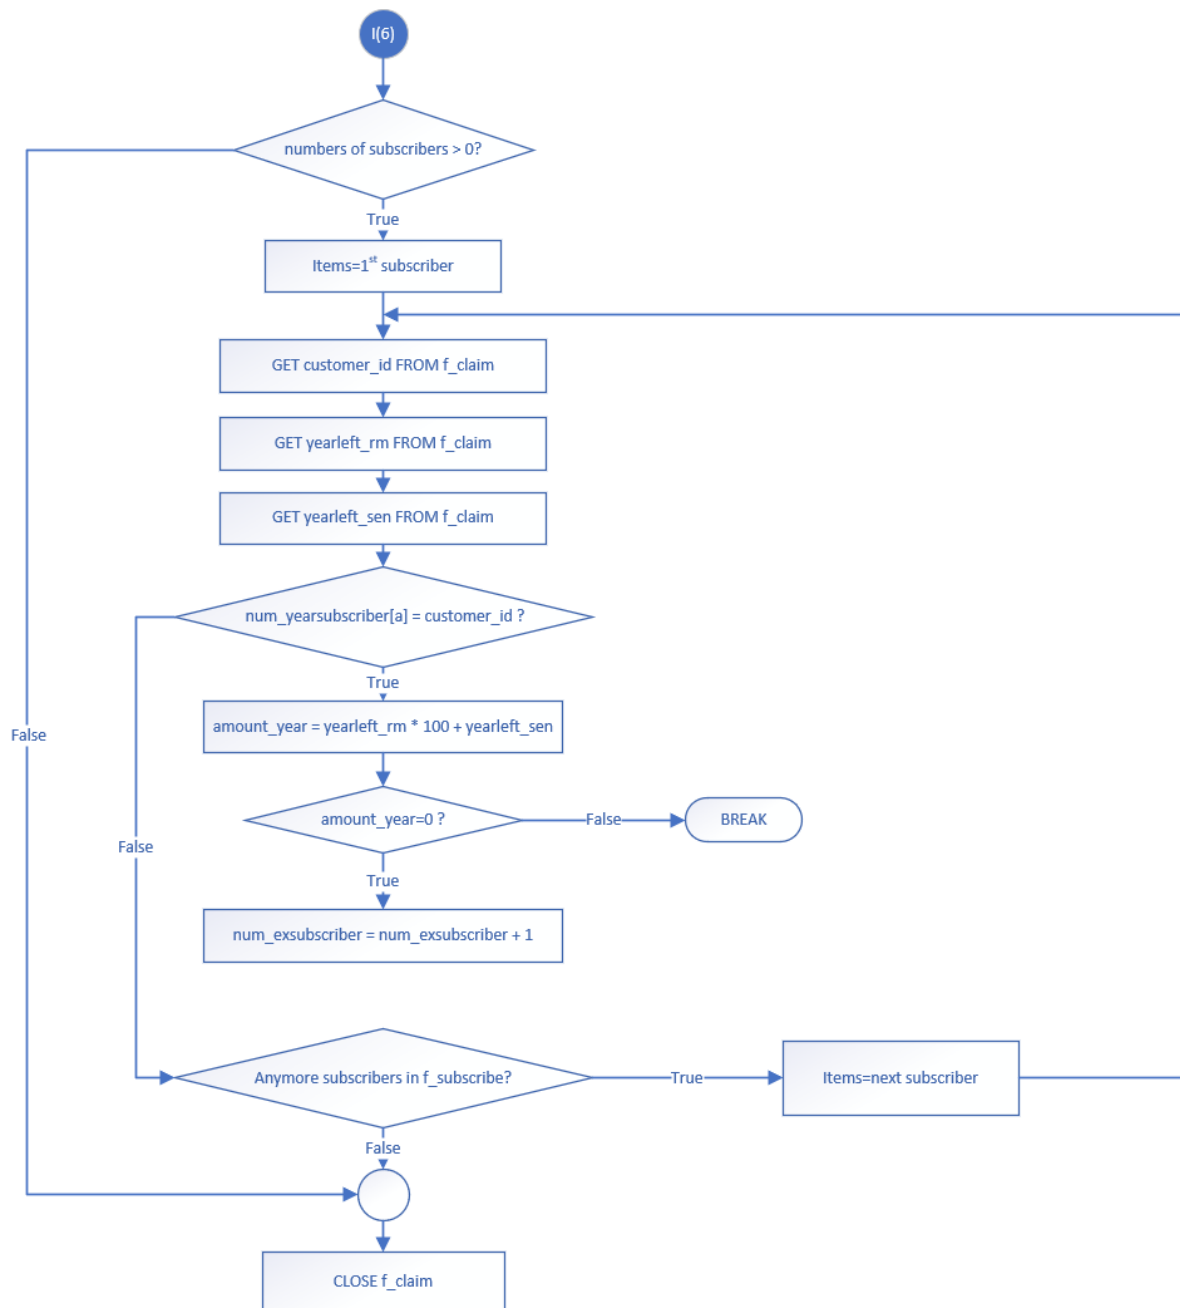 I(6)
numbers of subscribers > 0?
True
Items=1st subscriber
GET customer_id FROM f_claim
GET yearleft_rm FROM f_claim
GET yearleft_sen FROM f_claim
num_yearsubscriber[a] = customer_id ?
True
amount_year = yearleft_rm * 100 + yearleft_sen
False
amount_year=0 ?
False
BREAK
False
True
num_exsubscriber = num_exsubscriber + 1
Anymore subscribers in f_subscribe?
True
Items=next subscriber
False
CLOSE f_claim